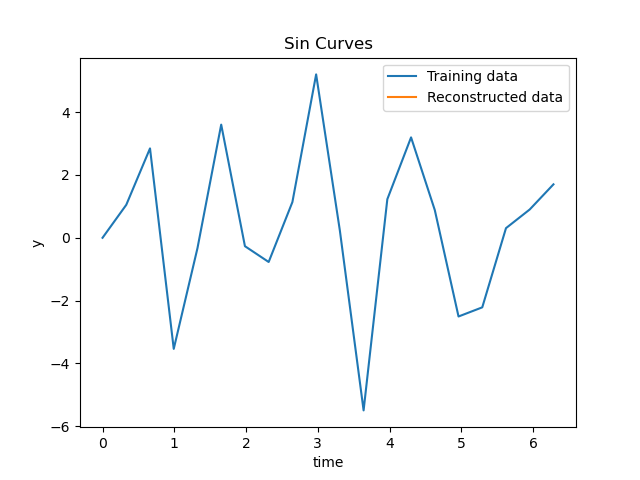 Sin Curves
Training data
Reconstructed data
4
2
0
−2
−4
−6
y
0 1 2 3 4 5 6
time